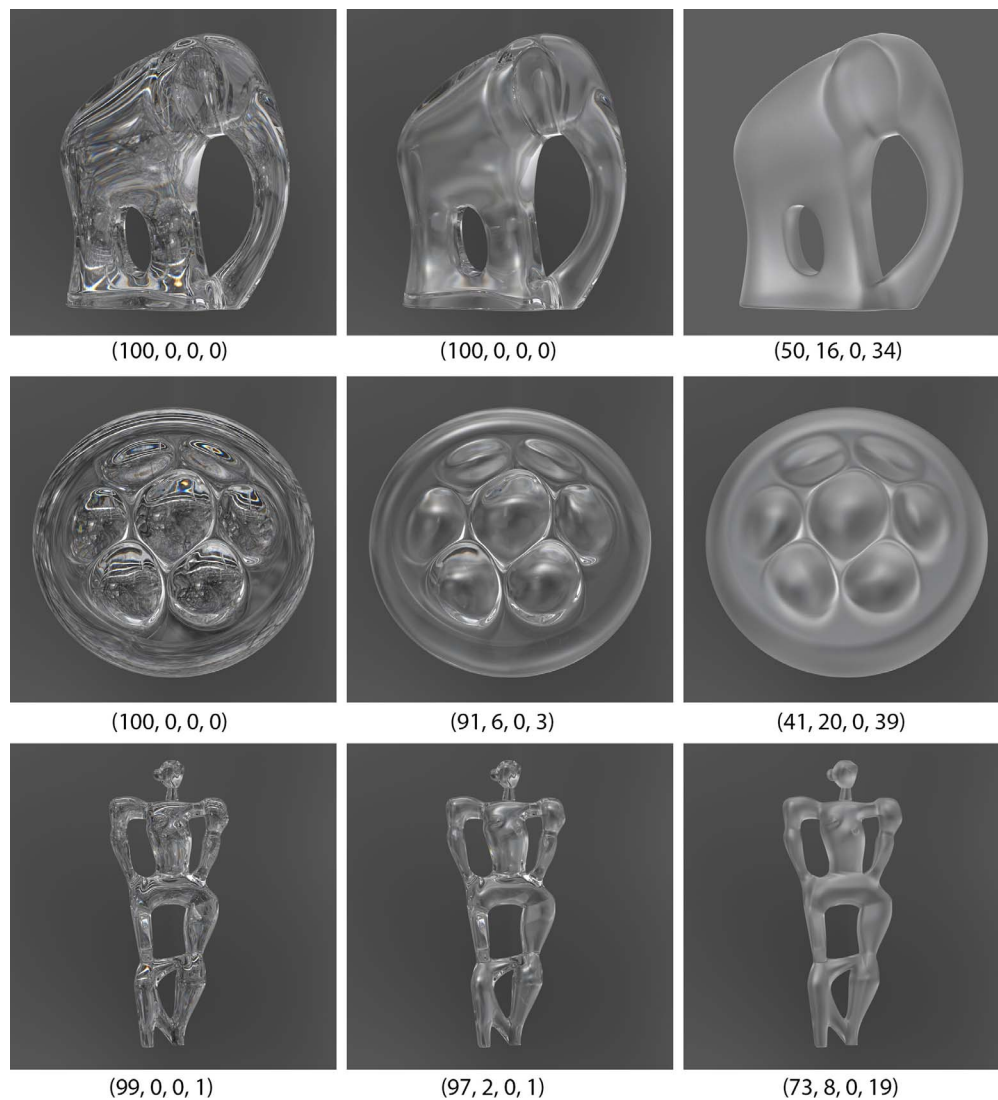 (100, 0, 0, 0)
(100, 0, 0, 0)
(50, 16, 0, 34)
(100, 0, 0, 0)
(91, 6, 0, 3)
(41, 20, 0, 39)
(99, 0, 0, 1)
(97, 2, 0, 1)
(73, 8, 0, 19)